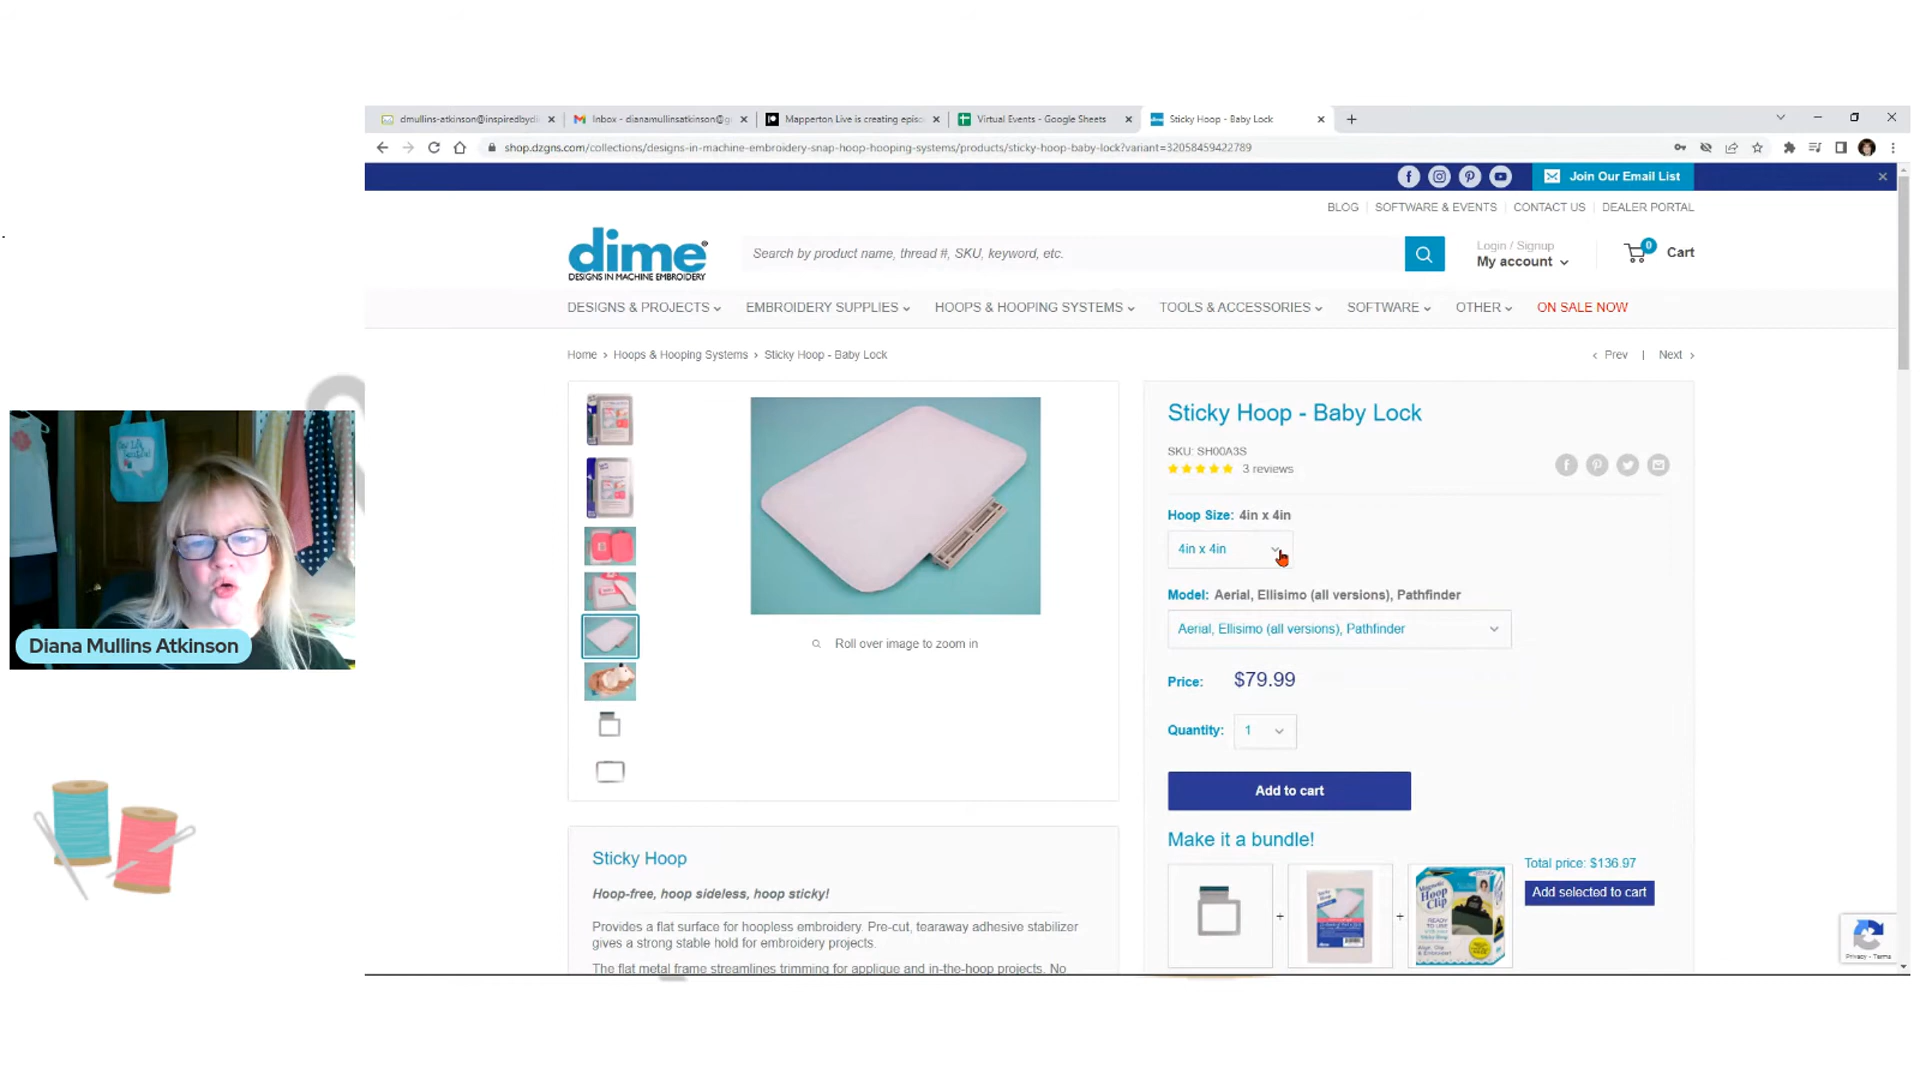 dmullins-atkinson@inspiredbydi
Inbox - dianamullinsatkinson@g
Mapperton Live is creating episo
Virtual Events - Google Sheets
Sticky Hoop - Baby Lock
shop.dzgns.com/collections/designs-in-machine-embroidery-snap-hoop-hooping-systems/products/sticky-hoop-baby-lock?variant=32058459422789
Join Our Email List
BLOG | SOFTWARE & EVENTS | CONTACT US | DEALER PORTAL
dime
DESIGNS IN MACHINE EMBROIDERY
Search by product name, thread #, SKU, keyword, etc.
Login / Signup
My account
0
Cart
DESIGNS & PROJECTS
EMBROIDERY SUPPLIES
HOOPS & HOOPING SYSTEMS
TOOLS & ACCESSORIES
SOFTWARE
OTHER
ON SALE NOW
Home > Hoops & Hooping Systems > Sticky Hoop - Baby Lock
Prev | Next
Roll over image to zoom in
Sticky Hoop - Baby Lock
SKU: SH00A3S
3 reviews
Hoop Size: 4in x 4in
4in x 4in
Model: Aerial, Ellisimo (all versions), Pathfinder
Aerial, Ellisimo (all versions), Pathfinder
Price: $79.99
Quantity: 1
Add to cart
Make it a bundle!
+
+
Magnetic Hoop Clip
Total price: $136.97
Add selected to cart
Sticky Hoop
Hoop-free, hoop sideless, hoop sticky!
Provides a flat surface for hoopless embroidery. Pre-cut, tearaway adhesive stabilizer
gives a strong stable hold for embroidery projects.
The flat metal frame streamlines trimming for applique and in-the-hoop projects. No
Privacy - Terms
Diana Mullins Atkinson